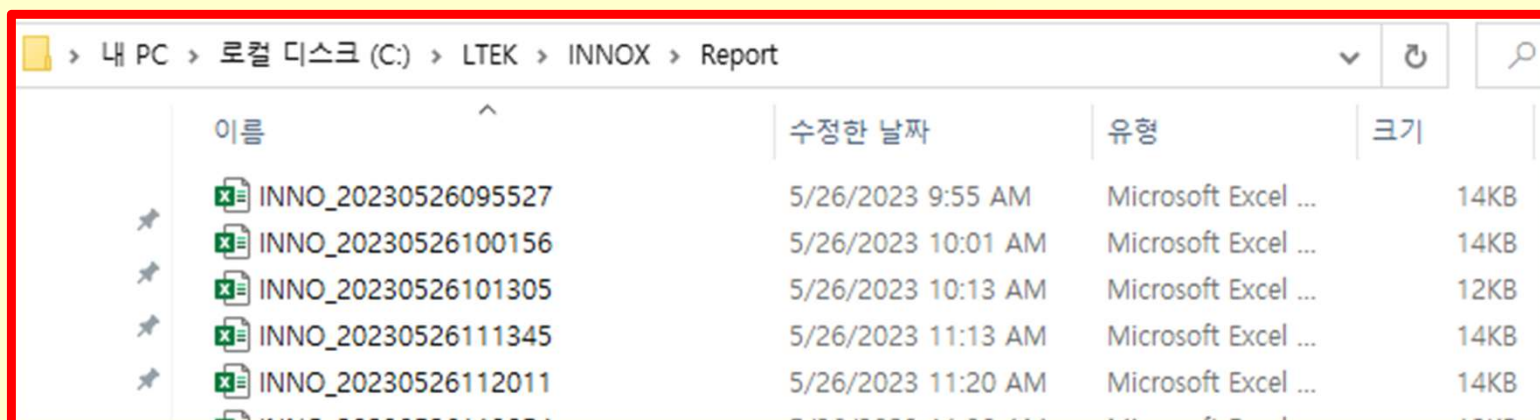 내 PC > 로컬 디스크 (C:) > LTEK > INNOX > Report
이름 수정한 날짜 유형 크기
INNO_20230526095527 5/26/2023 9:55 AM Microsoft Excel ... 14KB
INNO_20230526100156 5/26/2023 10:01 AM Microsoft Excel ... 14KB
INNO_20230526101305 5/26/2023 10:13 AM Microsoft Excel ... 12KB
INNO_20230526111345 5/26/2023 11:13 AM Microsoft Excel ... 14KB
INNO_20230526112011 5/26/2023 11:20 AM Microsoft Excel ... 14KB